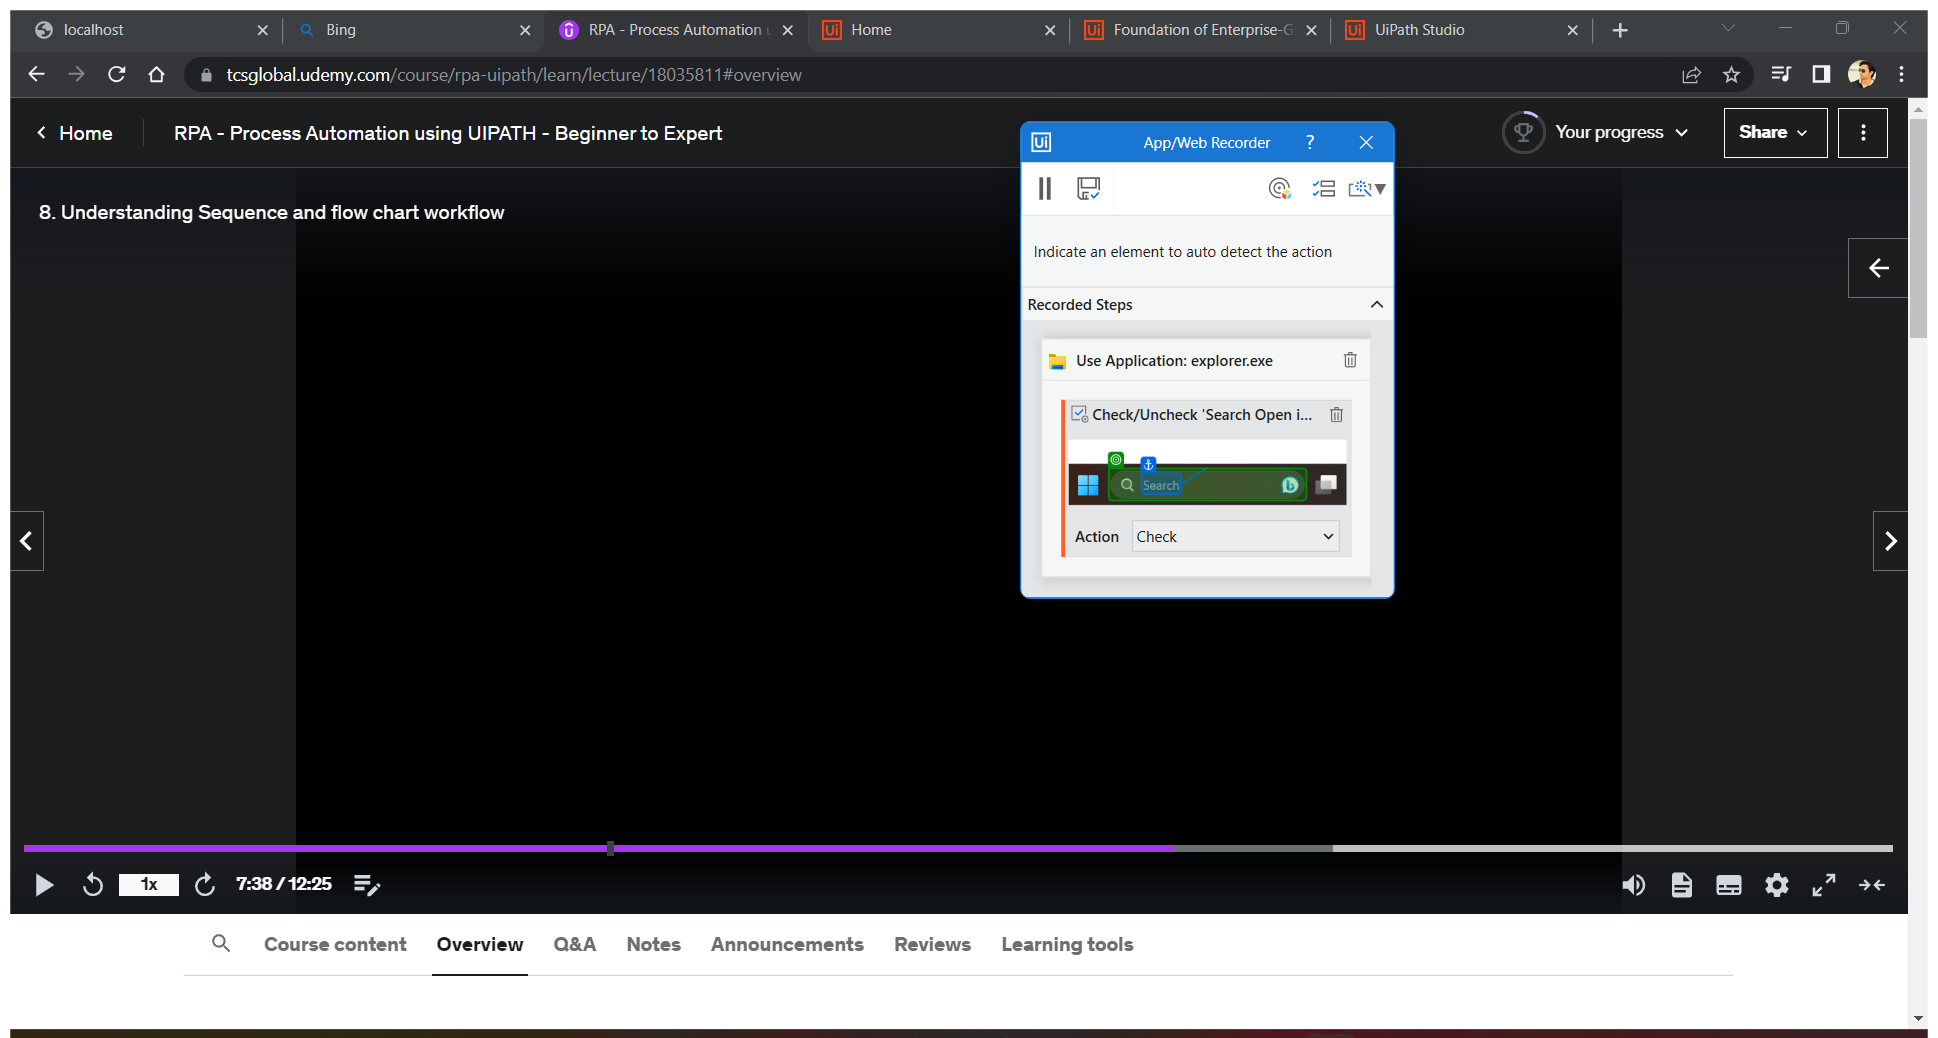 localhost
Bing
RPA - Process Automation
Ui Home
Ui Foundation of Enterprise-G
Ui UiPath Studio
tcsglobal.udemy.com/course/rpa-uipath/learn/lecture/18035811#overview
Home
RPA - Process Automation using UIPATH - Beginner to Expert
Your progress
Share
8. Understanding Sequence and flow chart workflow
Ui App/Web Recorder ?
Indicate an element to auto detect the action
Recorded Steps
Use Application: explorer.exe
Check/Uncheck 'Search Open i...
Search
Action Check
1x
7:38 / 12:25
Course content Overview Q&A Notes Announcements Reviews Learning tools